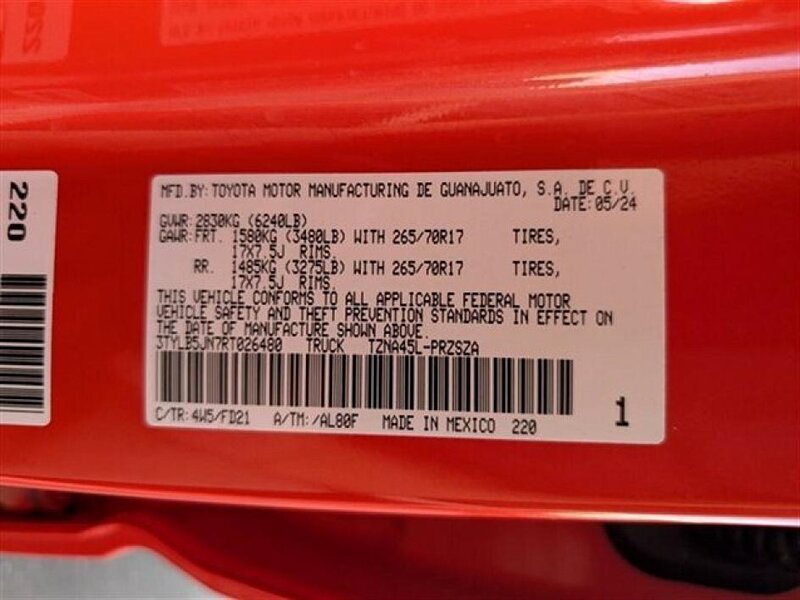 MFD.BY:TOYOTA MOTOR MANUFACTURING DE GUANAJUATO, S.A. DE C.V.
DATE:05/24
GVWR:2830KG (6240LB)
GAWR:FRT. 1580KG (3480LB) WITH 265/70R17 TIRES,
17X7.5J RIMS.
RR. 1485KG (3275LB) WITH 265/70R17 TIRES,
17X7.5J RIMS.
THIS VEHICLE CONFORMS TO ALL APPLICABLE FEDERAL MOTOR
VEHICLE SAFETY AND THEFT PREVENTION STANDARDS IN EFFECT ON
THE DATE OF MANUFACTURE SHOWN ABOVE.
3TYLB5JN7RT026480 TRUCK TZNA45L-PRZSZA
C/TR:4W5/FD21 A/TM:/AL80F MADE IN MEXICO 220
1
220